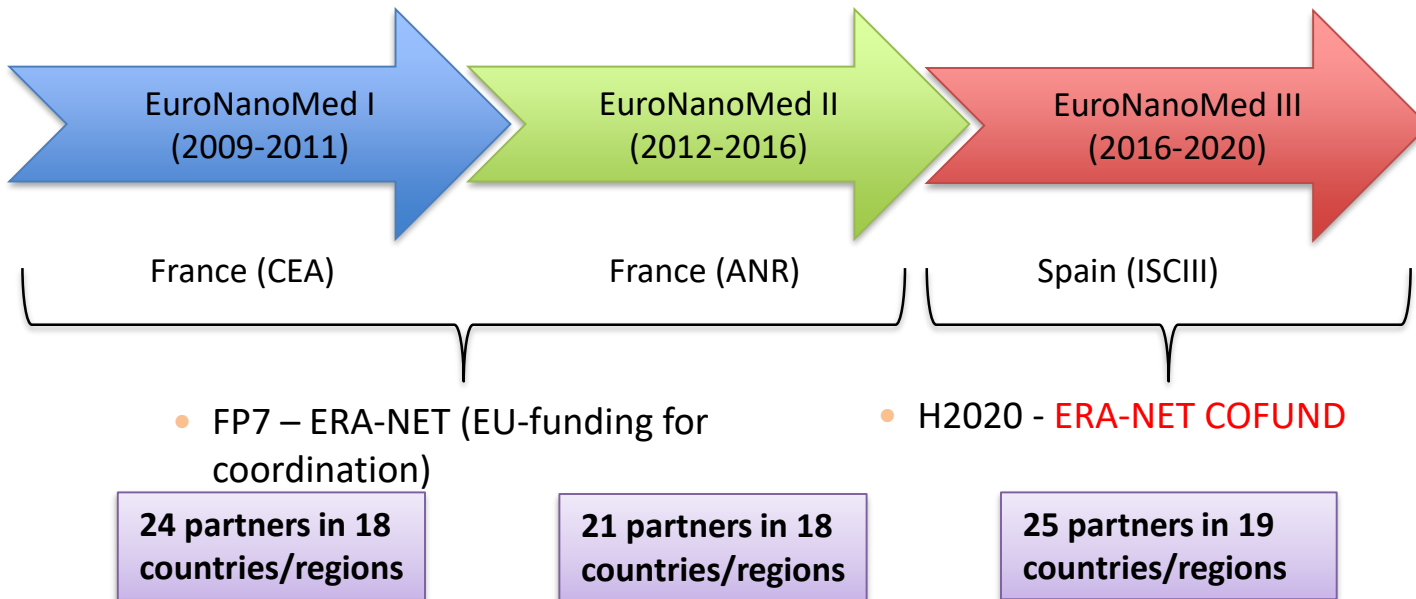 EuroNanoMed I
(2009-2011)
EuroNanoMed II
(2012-2016)
EuroNanoMed III
(2016-2020)
France (CEA)
France (ANR)
Spain (ISCIII)
• FP7 – ERA-NET (EU-funding for
coordination)
• H2020 - ERA-NET COFUND
24 partners in 18
countries/regions
21 partners in 18
countries/regions
25 partners in 19
countries/regions